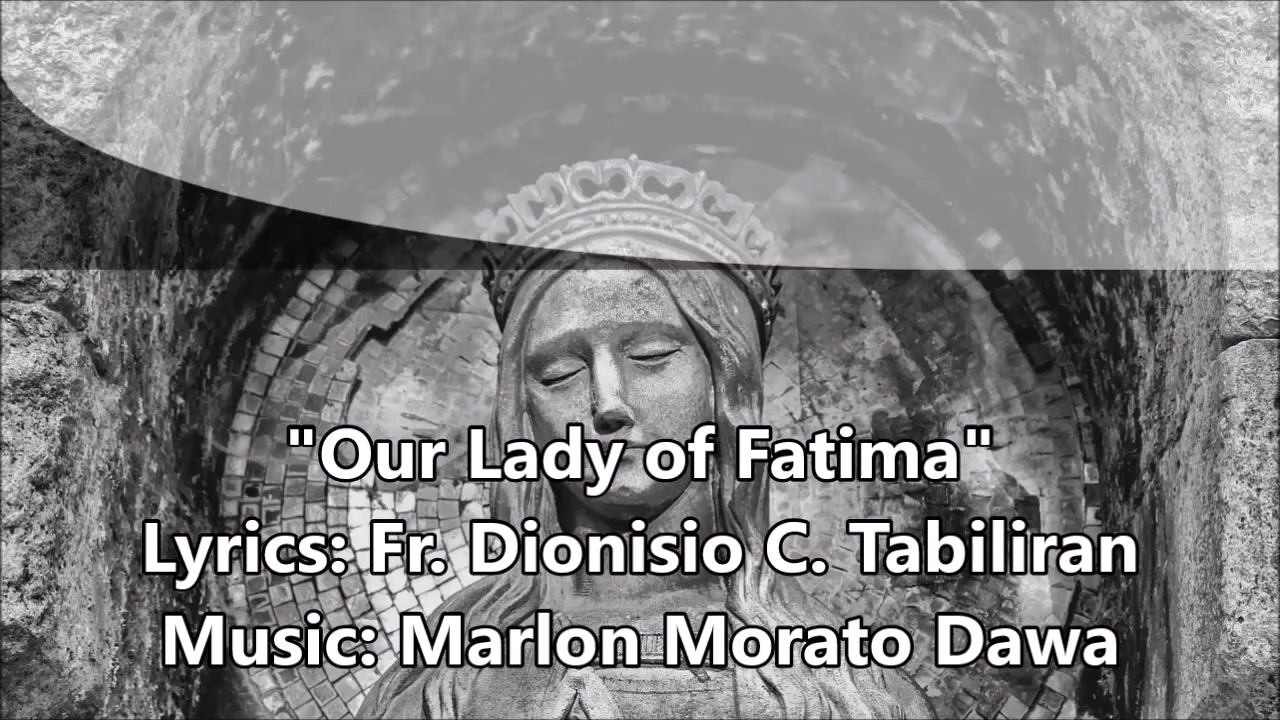 "Our Lady of Fatima"
Lyrics: Fr. Dionisio C. Tabiliran
Music: Marlon Morato Dawa